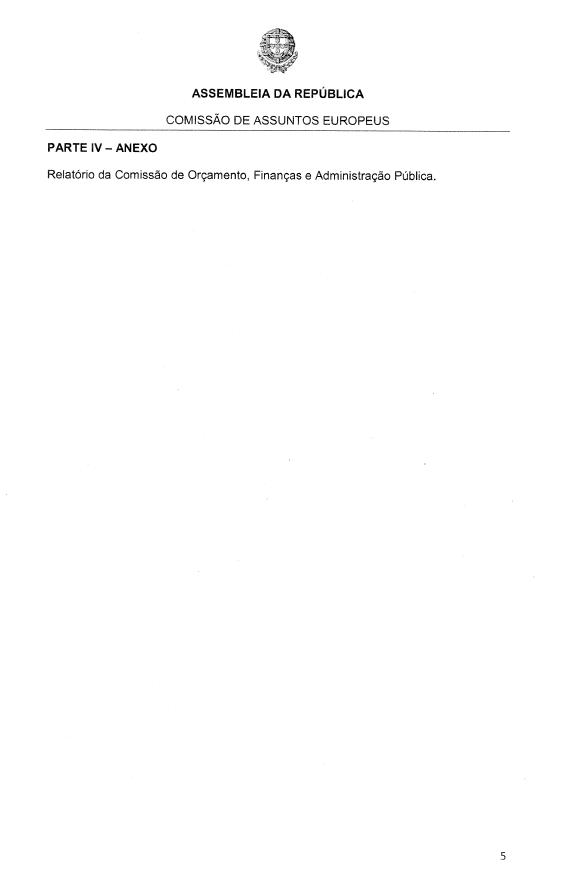 ASSEMBLEIA DA REPÚBLICA
COMISSÃO DE ASSUNTOS EUROPEUS
PARTE IV – ANEXO
Relatório da Comissão de Orçamento, Finanças e Administração Pública.
5